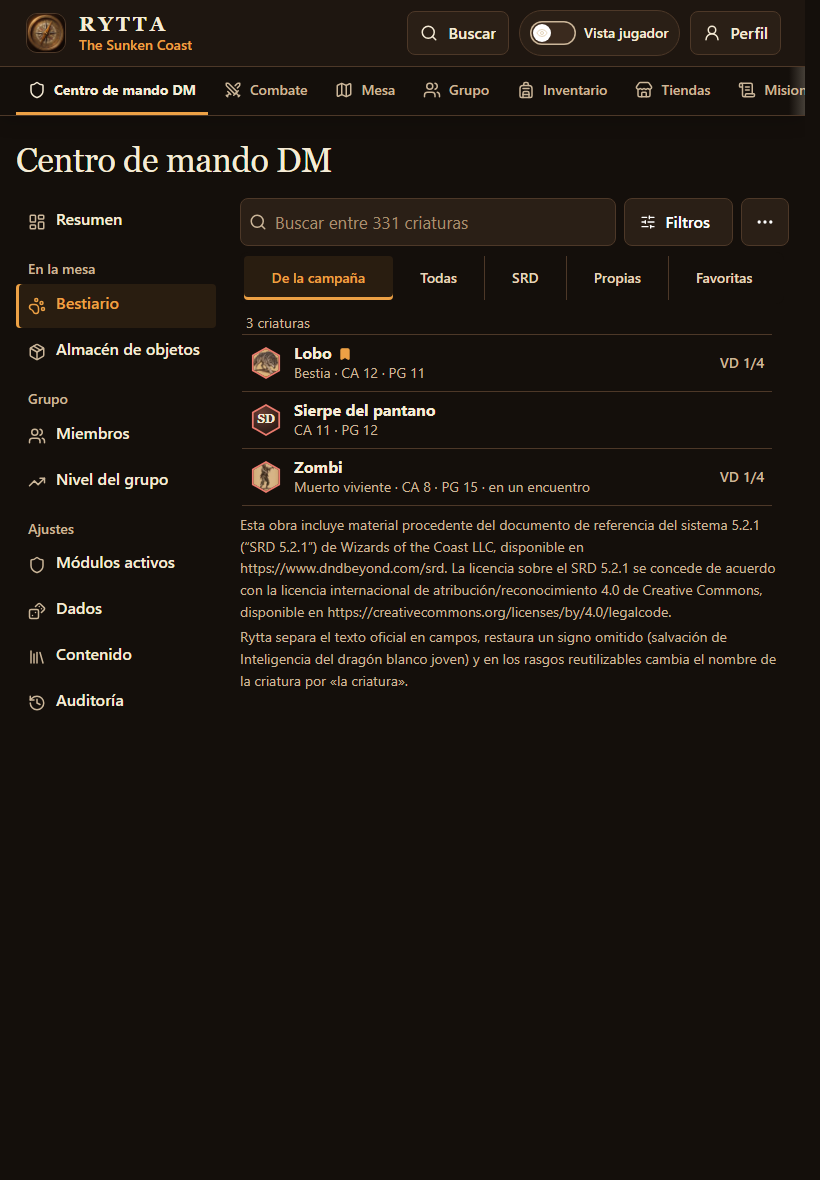 RYTTA
The Sunken Coast
Buscar
Vista jugador
Perfil
Centro de mando DM
Combate
Mesa
Grupo
Inventario
Tiendas
Mision
Centro de mando DM
Resumen
En la mesa
Bestiario
Almacén de objetos
Grupo
Miembros
Nivel del grupo
Ajustes
Módulos activos
Dados
Contenido
Auditoría
Buscar entre 331 criaturas
Filtros
De la campaña
Todas
SRD
Propias
Favoritas
3 criaturas
Lobo
Bestia · CA 12 · PG 11
VD 1/4
SD
Sierpe del pantano
CA 11 · PG 12
Zombi
Muerto viviente · CA 8 · PG 15 · en un encuentro
VD 1/4
Esta obra incluye material procedente del documento de referencia del sistema 5.2.1
(“SRD 5.2.1”) de Wizards of the Coast LLC, disponible en
https://www.dndbeyond.com/srd. La licencia sobre el SRD 5.2.1 se concede de acuerdo
con la licencia internacional de atribución/reconocimiento 4.0 de Creative Commons,
disponible en https://creativecommons.org/licenses/by/4.0/legalcode.
Rytta separa el texto oficial en campos, restaura un signo omitido (salvación de
Inteligencia del dragón blanco joven) y en los rasgos reutilizables cambia el nombre de
la criatura por «la criatura».